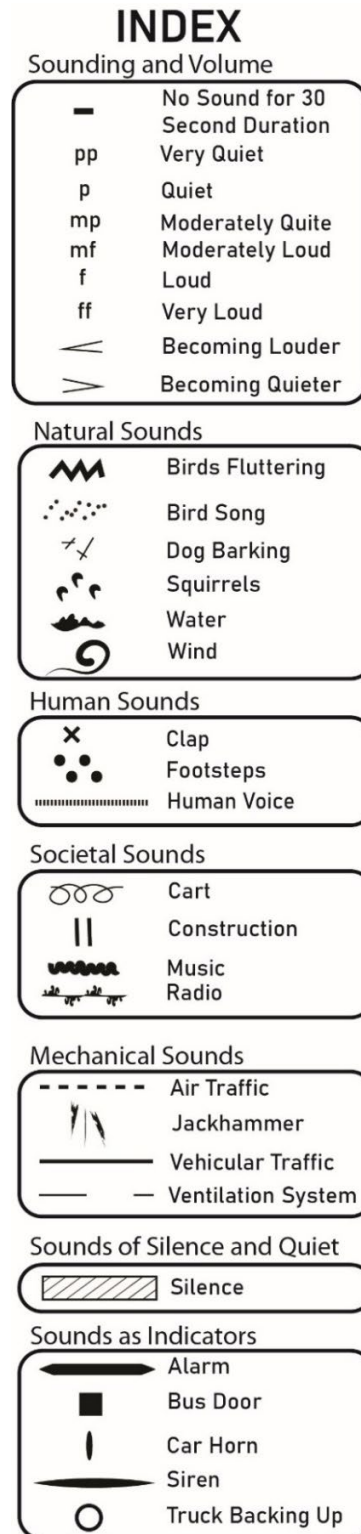 INDEX
Sounding and Volume
No Sound for 30
Second Duration
pp Very Quiet
p Quiet
mp Moderately Quite
mf Moderately Loud
f Loud
ff Very Loud
Becoming Louder
Becoming Quieter
Natural Sounds
Birds Fluttering
Bird Song
Dog Barking
Squirrels
Water
Wind
Human Sounds
Clap
Footsteps
Human Voice
Societal Sounds
Cart
Construction
Music
Radio
Mechanical Sounds
Air Traffic
Jackhammer
Vehicular Traffic
Ventilation System
Sounds of Silence and Quiet
Silence
Sounds as Indicators
Alarm
Bus Door
Car Horn
Siren
Truck Backing Up